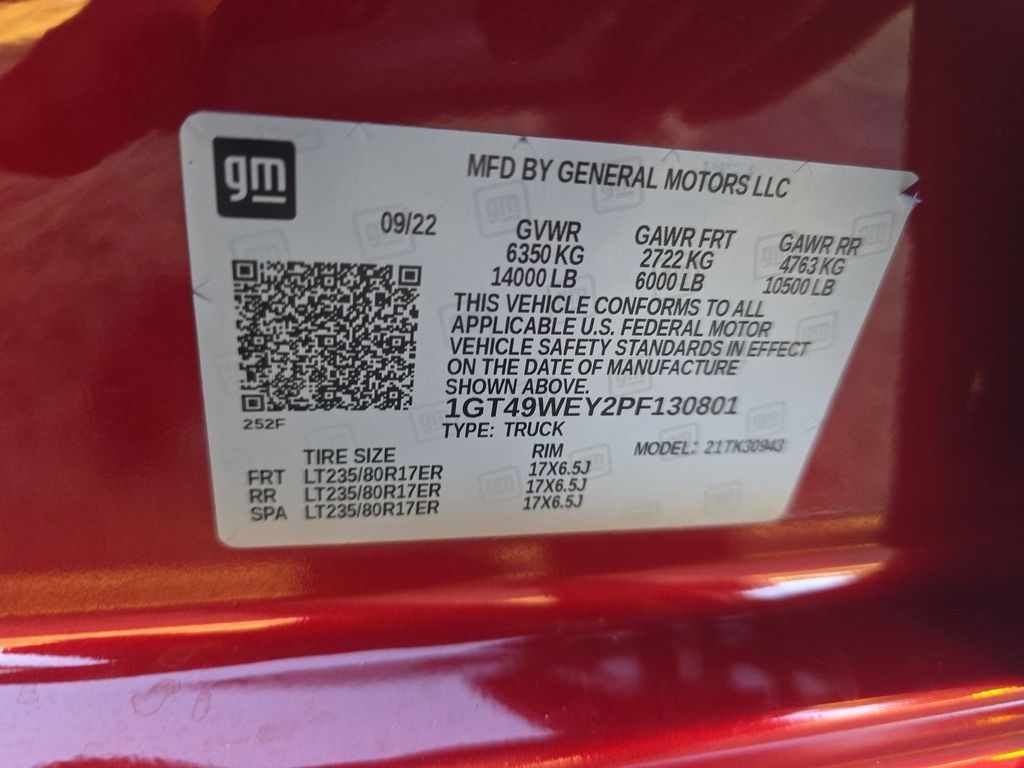 gm
MFD BY GENERAL MOTORS LLC
09/22
GVWR GAWR FRT GAWR RR
6350 KG 2722 KG 4763 KG
14000 LB 6000 LB 10500 LB
THIS VEHICLE CONFORMS TO ALL
APPLICABLE U.S. FEDERAL MOTOR
VEHICLE SAFETY STANDARDS IN EFFECT
ON THE DATE OF MANUFACTURE
SHOWN ABOVE.
1GT49WEY2PF130801
252F
TYPE: TRUCK
MODEL: 21TK30943
TIRE SIZE RIM
FRT LT235/80R17ER 17X6.5J
RR LT235/80R17ER 17X6.5J
SPA LT235/80R17ER 17X6.5J